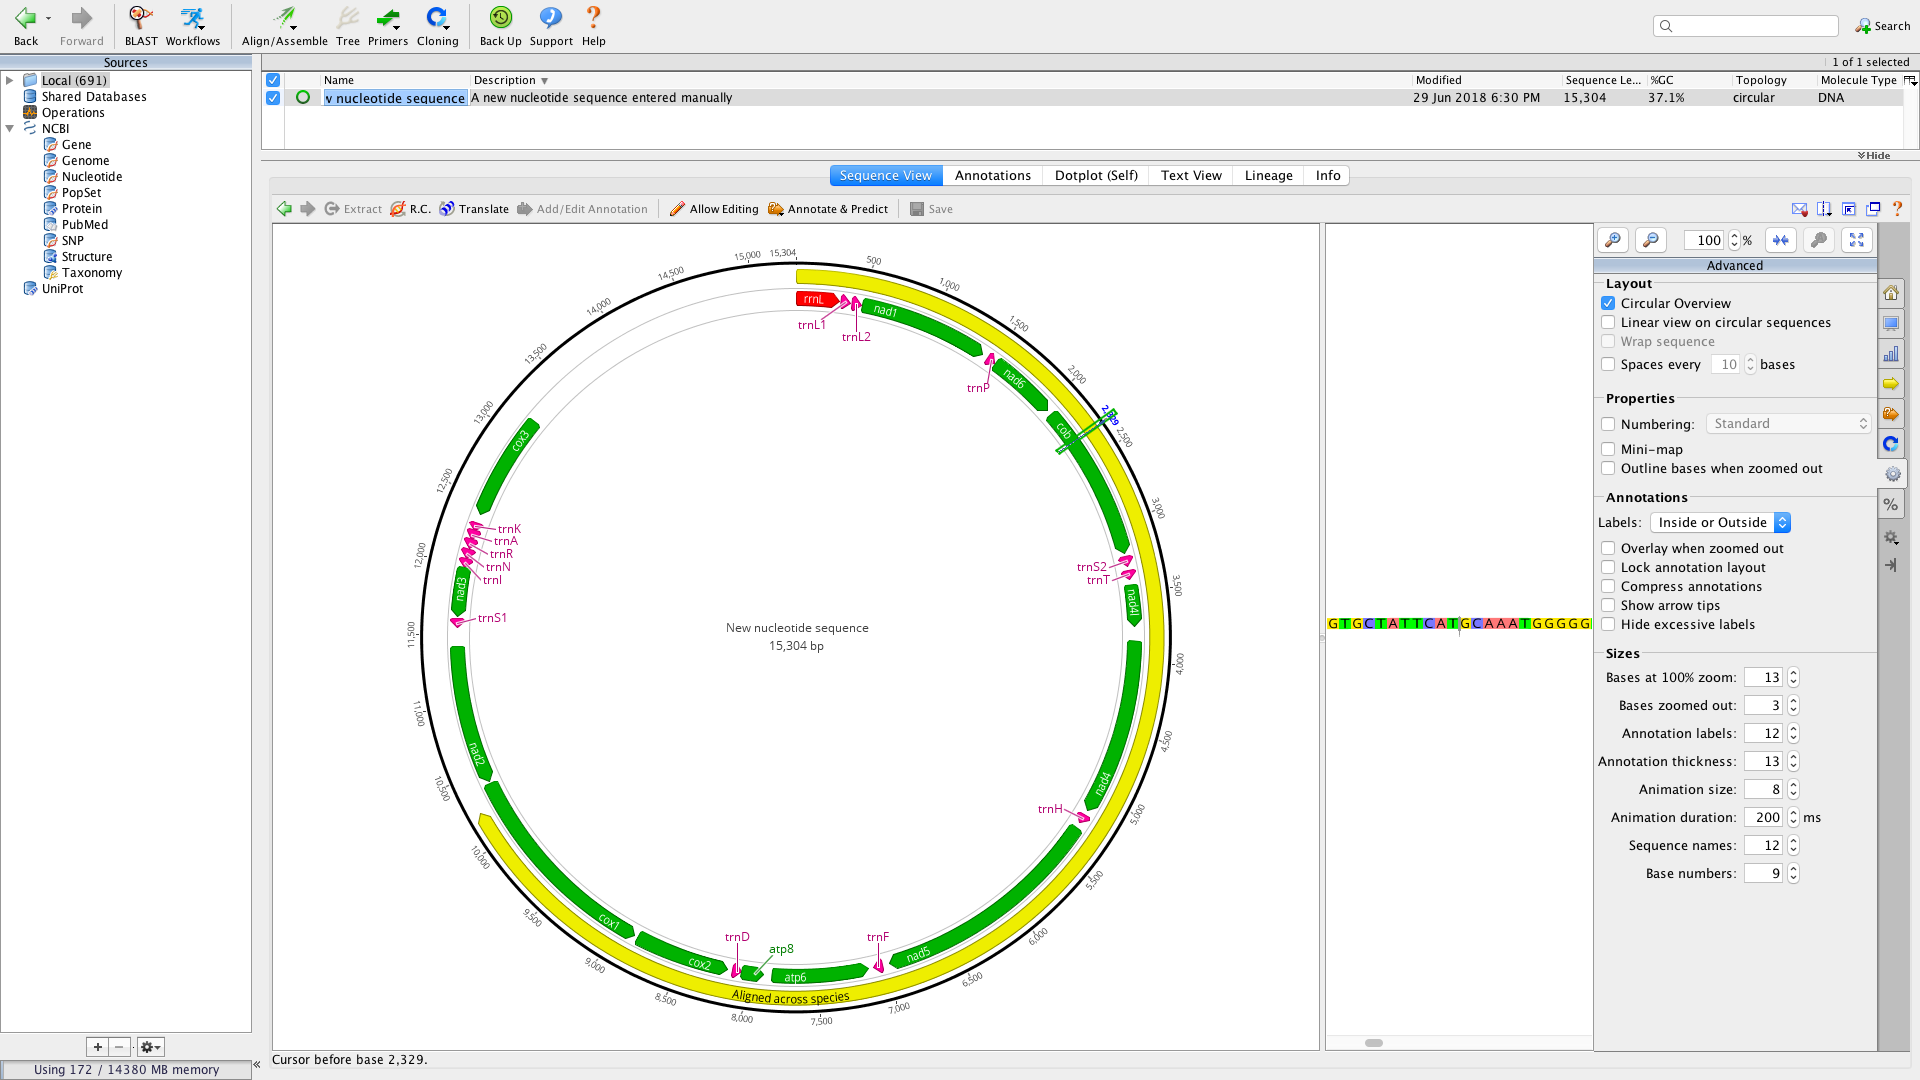 Back Forward BLAST Workflows Align/Assemble Tree Primers Cloning Back Up Support Help Search
Sources
1 of 1 selected
Local (691)
Shared Databases
Operations
NCBI
Gene
Genome
Nucleotide
PopSet
Protein
PubMed
SNP
Structure
Taxonomy
UniProt
Using 172 / 14380 MB memory
Name Description Modified Sequence Le... %GC Topology Molecule Type
v nucleotide sequence A new nucleotide sequence entered manually 29 Jun 2018 6:30 PM 15,304 37.1% circular DNA
Hide
Sequence View Annotations Dotplot (Self) Text View Lineage Info
Extract R.C. Translate Add/Edit Annotation Allow Editing Annotate & Predict Save
15,304
500
1,000
1,500
2,000
2,329
2,500
3,000
3,500
4,000
4,500
5,000
5,500
6,000
6,500
7,000
7,500
8,000
8,500
9,000
9,500
10,000
10,500
11,000
11,500
12,000
12,500
13,000
13,500
14,000
14,500
15,000
rrnL
trnL1
trnL2
nad1
trnP
nad6
cob
trnS2
trnT
nad4l
nad4
trnH
nad5
trnF
atp6
atp8
trnD
cox2
cox1
nad2
trnS1
nad3
trnI
trnN
trnR
trnA
trnK
cox3
Aligned across species
New nucleotide sequence
15,304 bp
Cursor before base 2,329.
GTGCTATTCATGCAAATGGGGG
100 %
Advanced
Layout
Circular Overview
Linear view on circular sequences
Wrap sequence
Spaces every 10 bases
Properties
Numbering: Standard
Mini-map
Outline bases when zoomed out
Annotations
Labels: Inside or Outside
Overlay when zoomed out
Lock annotation layout
Compress annotations
Show arrow tips
Hide excessive labels
Sizes
Bases at 100% zoom: 13
Bases zoomed out: 3
Annotation labels: 12
Annotation thickness: 13
Animation size: 8
Animation duration: 200 ms
Sequence names: 12
Base numbers: 9